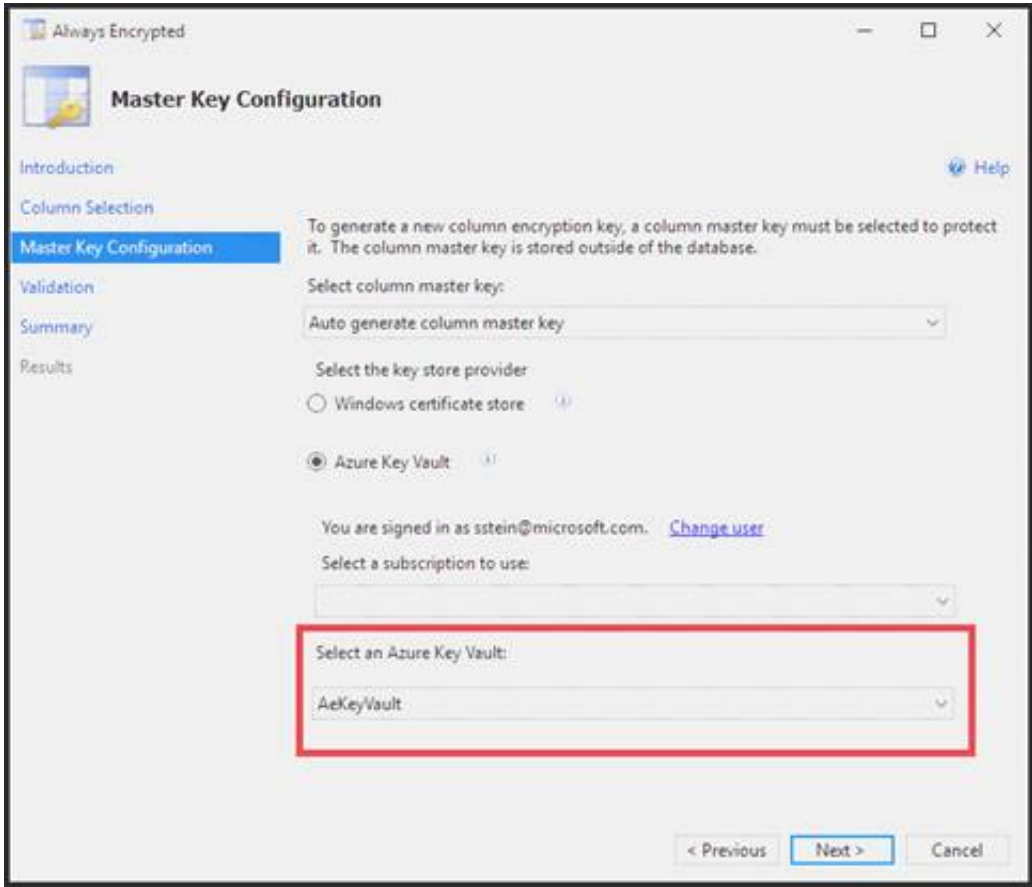 Always Encrypted
Master Key Configuration
Introduction
Help
Column Selection
Master Key Configuration
Validation
Summary
Results
To generate a new column encryption key, a column master key must be selected to protect
it. The column master key is stored outside of the database.
Select column master key:
Auto generate column master key
Select the key store provider
Windows certificate store
Azure Key Vault
You are signed in as sstein@microsoft.com. Change user
Select a subscription to use:
Select an Azure Key Vault:
AeKeyVault
< Previous
Next >
Cancel